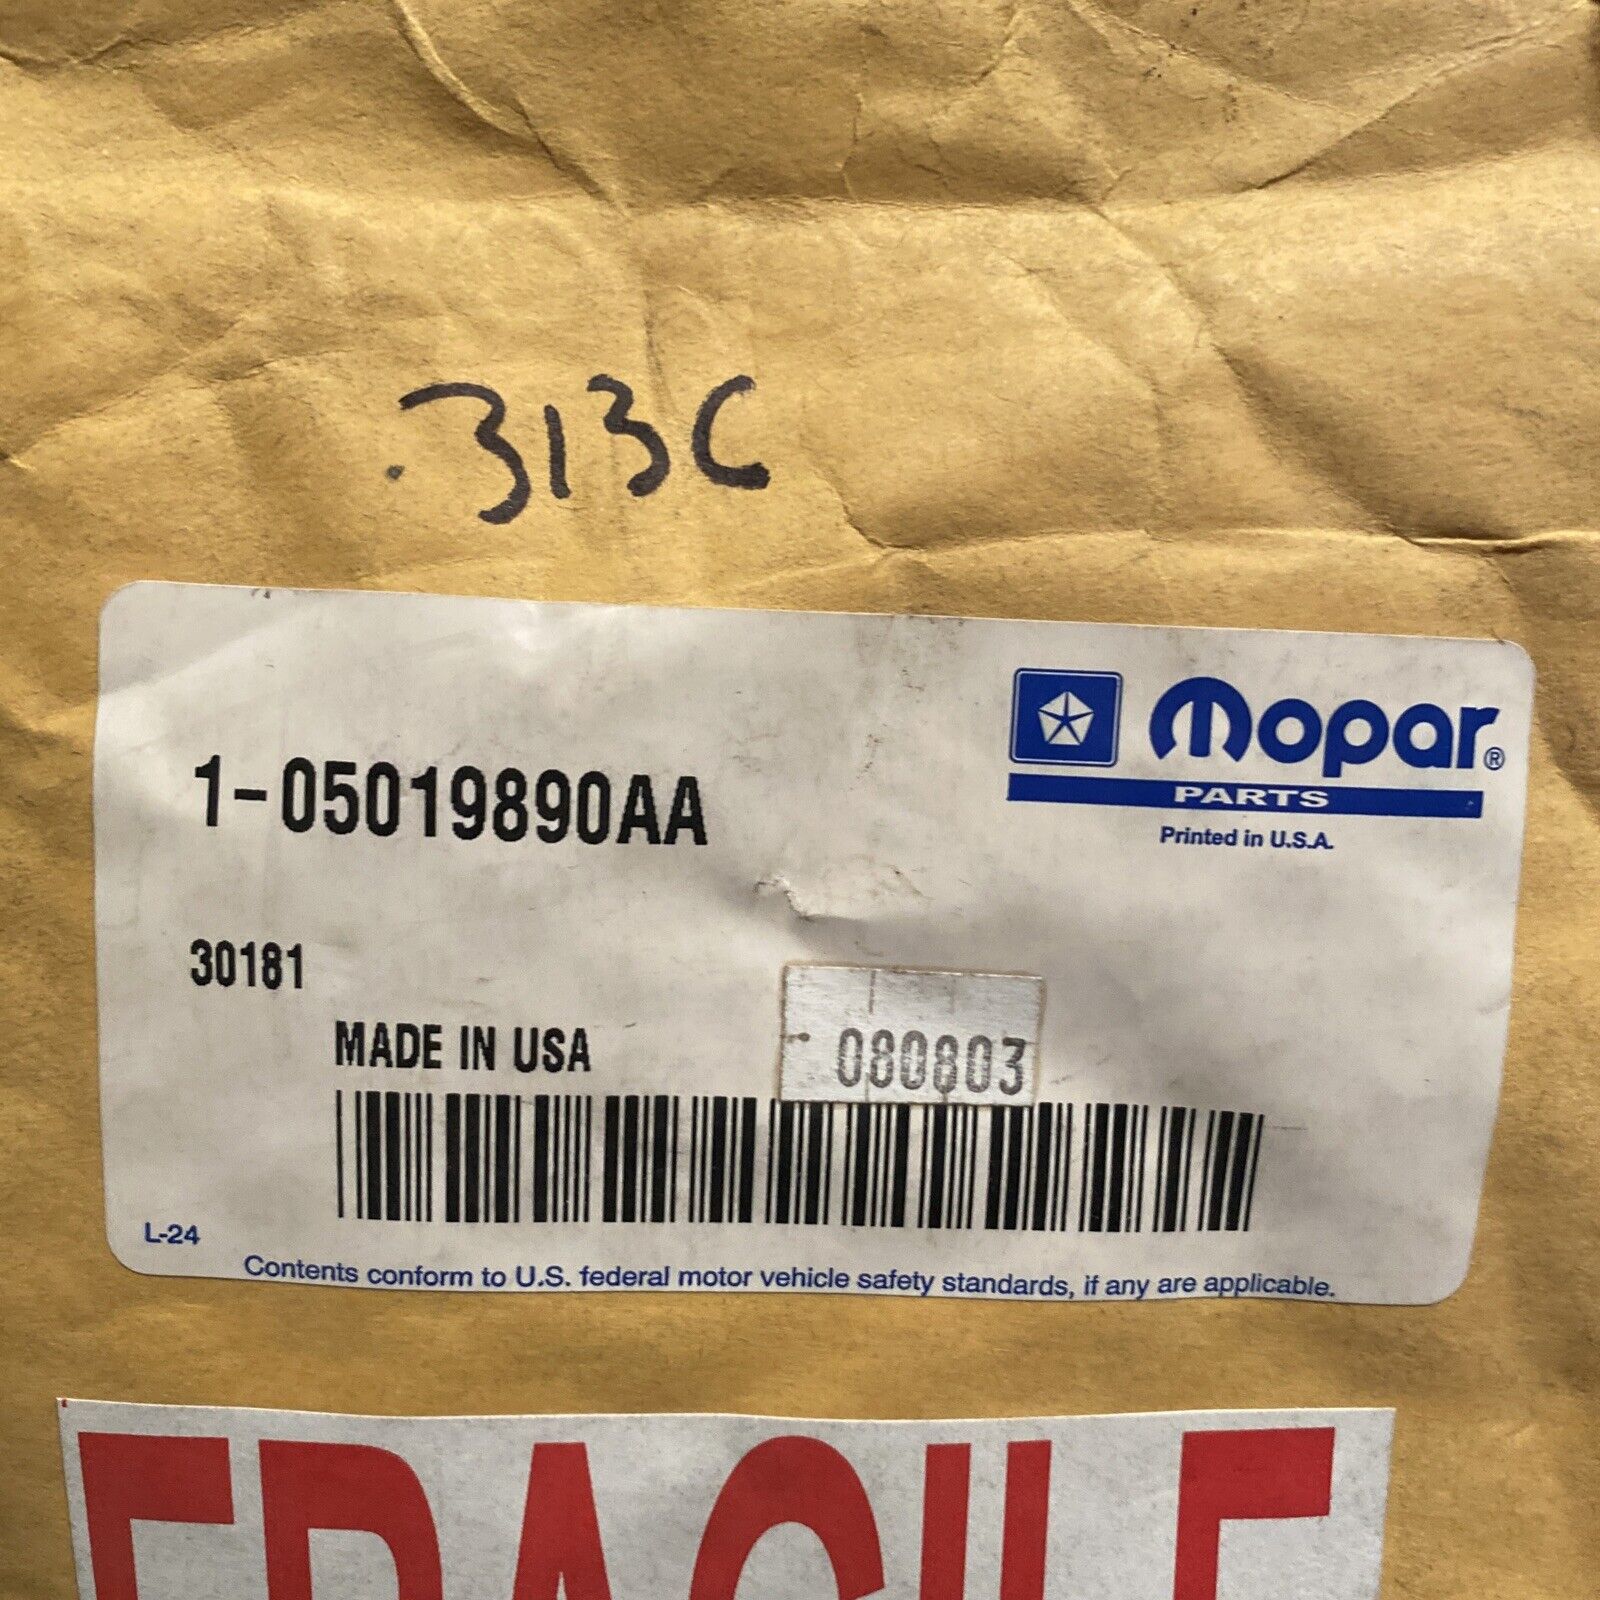 313C
Mopar®
PARTS
Printed in U.S.A.
1-05019890AA
30181
MADE IN USA
080803
L-24
Contents conform to U.S. federal motor vehicle safety standards, if any are applicable.
FRAGILE